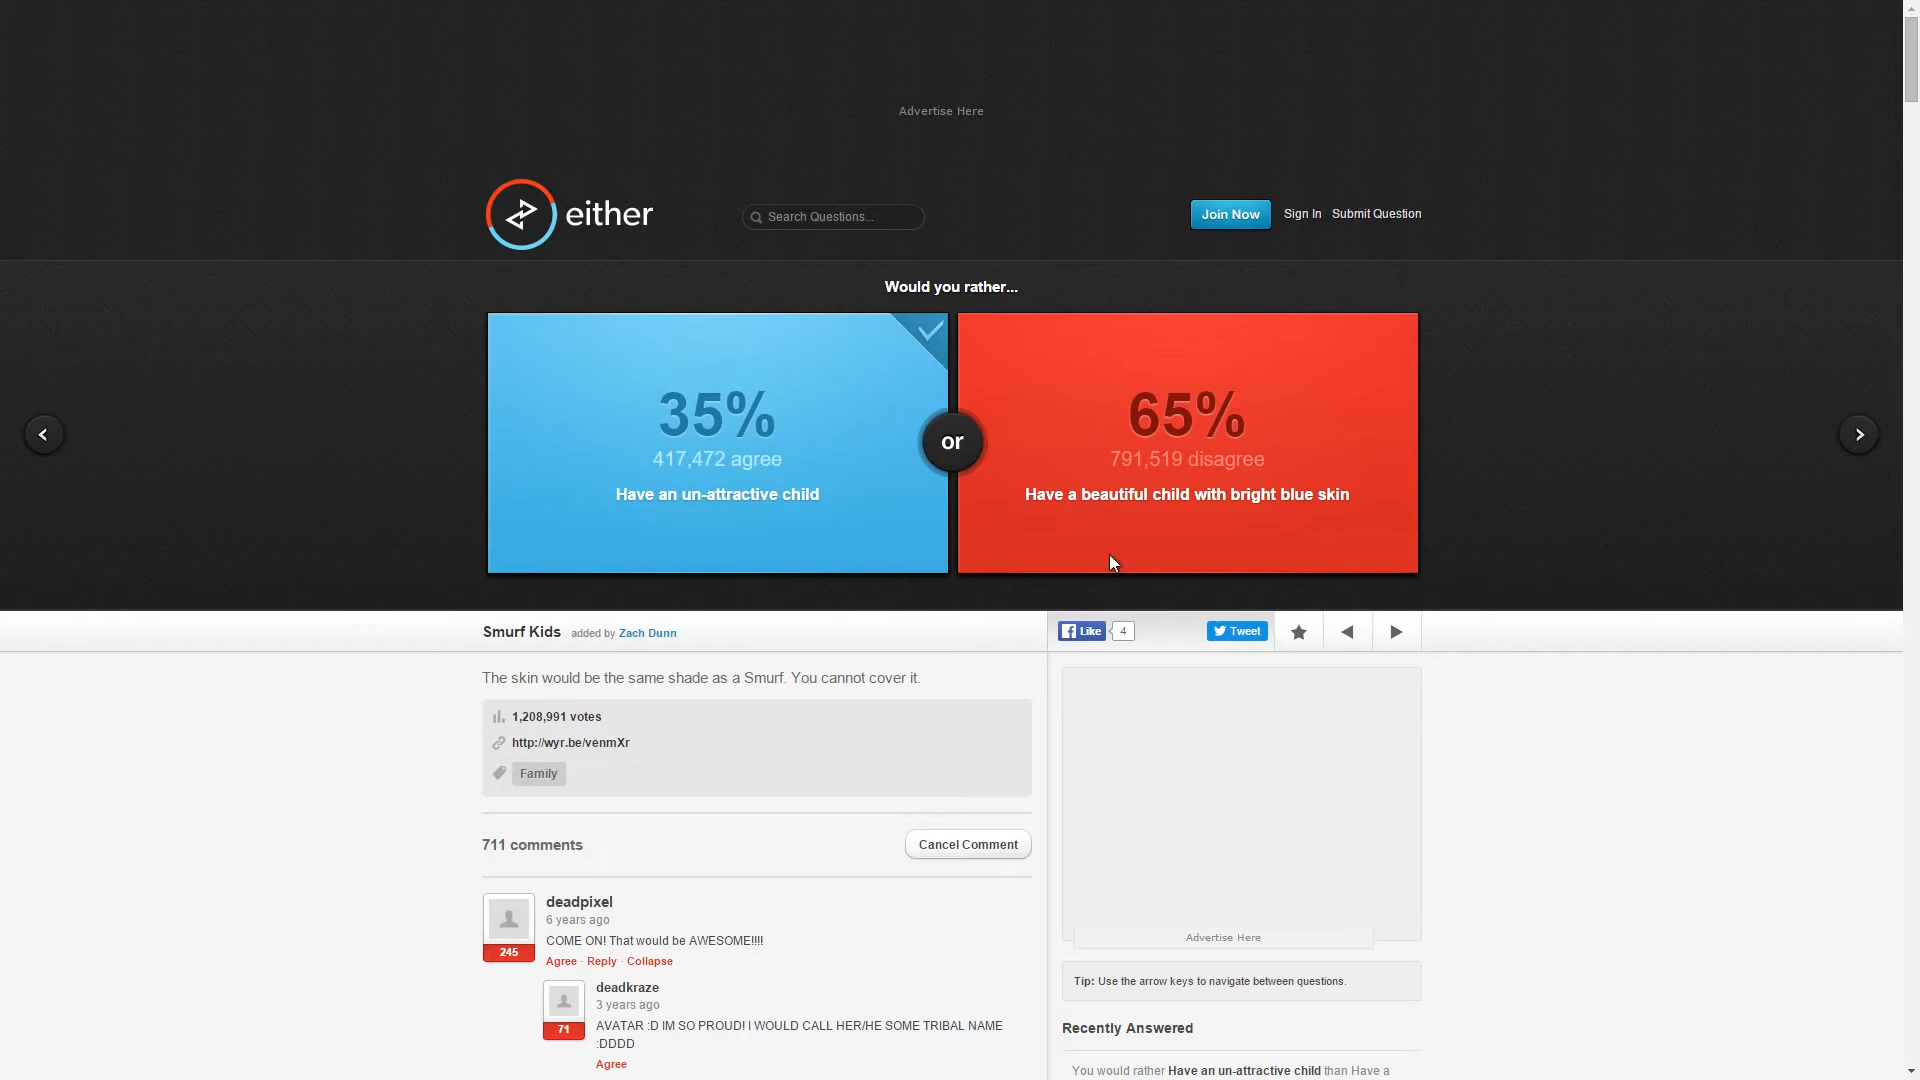 Advertise Here
either
Search Questions...
Join Now
Sign In
Submit Question
Would you rather...
35%
417,472 agree
Have an un-attractive child
or
65%
791,519 disagree
Have a beautiful child with bright blue skin
Smurf Kids added by Zach Dunn
Like 4
Tweet
The skin would be the same shade as a Smurf. You cannot cover it.
1,208,991 votes
http://wyr.be/venmXr
Family
711 comments
Cancel Comment
deadpixel
6 years ago
COME ON! That would be AWESOME!!!!
245
Agree · Reply · Collapse
deadkraze
3 years ago
AVATAR :D IM SO PROUD! I WOULD CALL HER/HE SOME TRIBAL NAME
:DDDD
71
Agree
Advertise Here
Tip: Use the arrow keys to navigate between questions.
Recently Answered
You would rather Have an un-attractive child than Have a